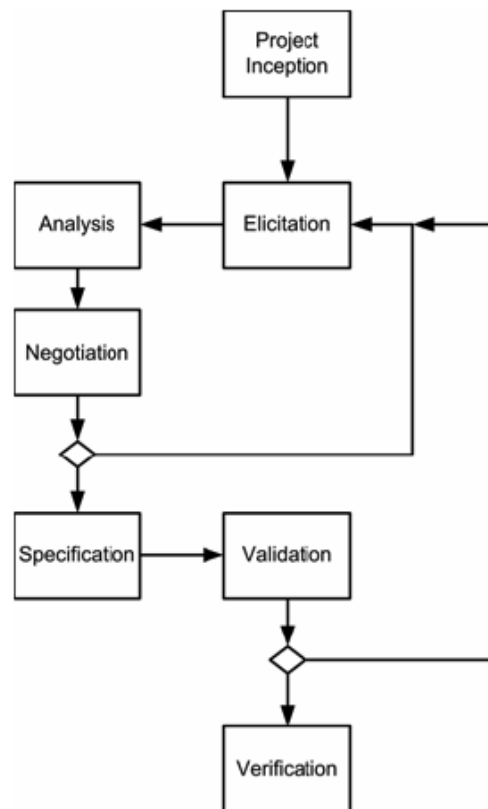 Project
Inception
Analysis
Elicitation
Negotiation
Specification
Validation
Verification